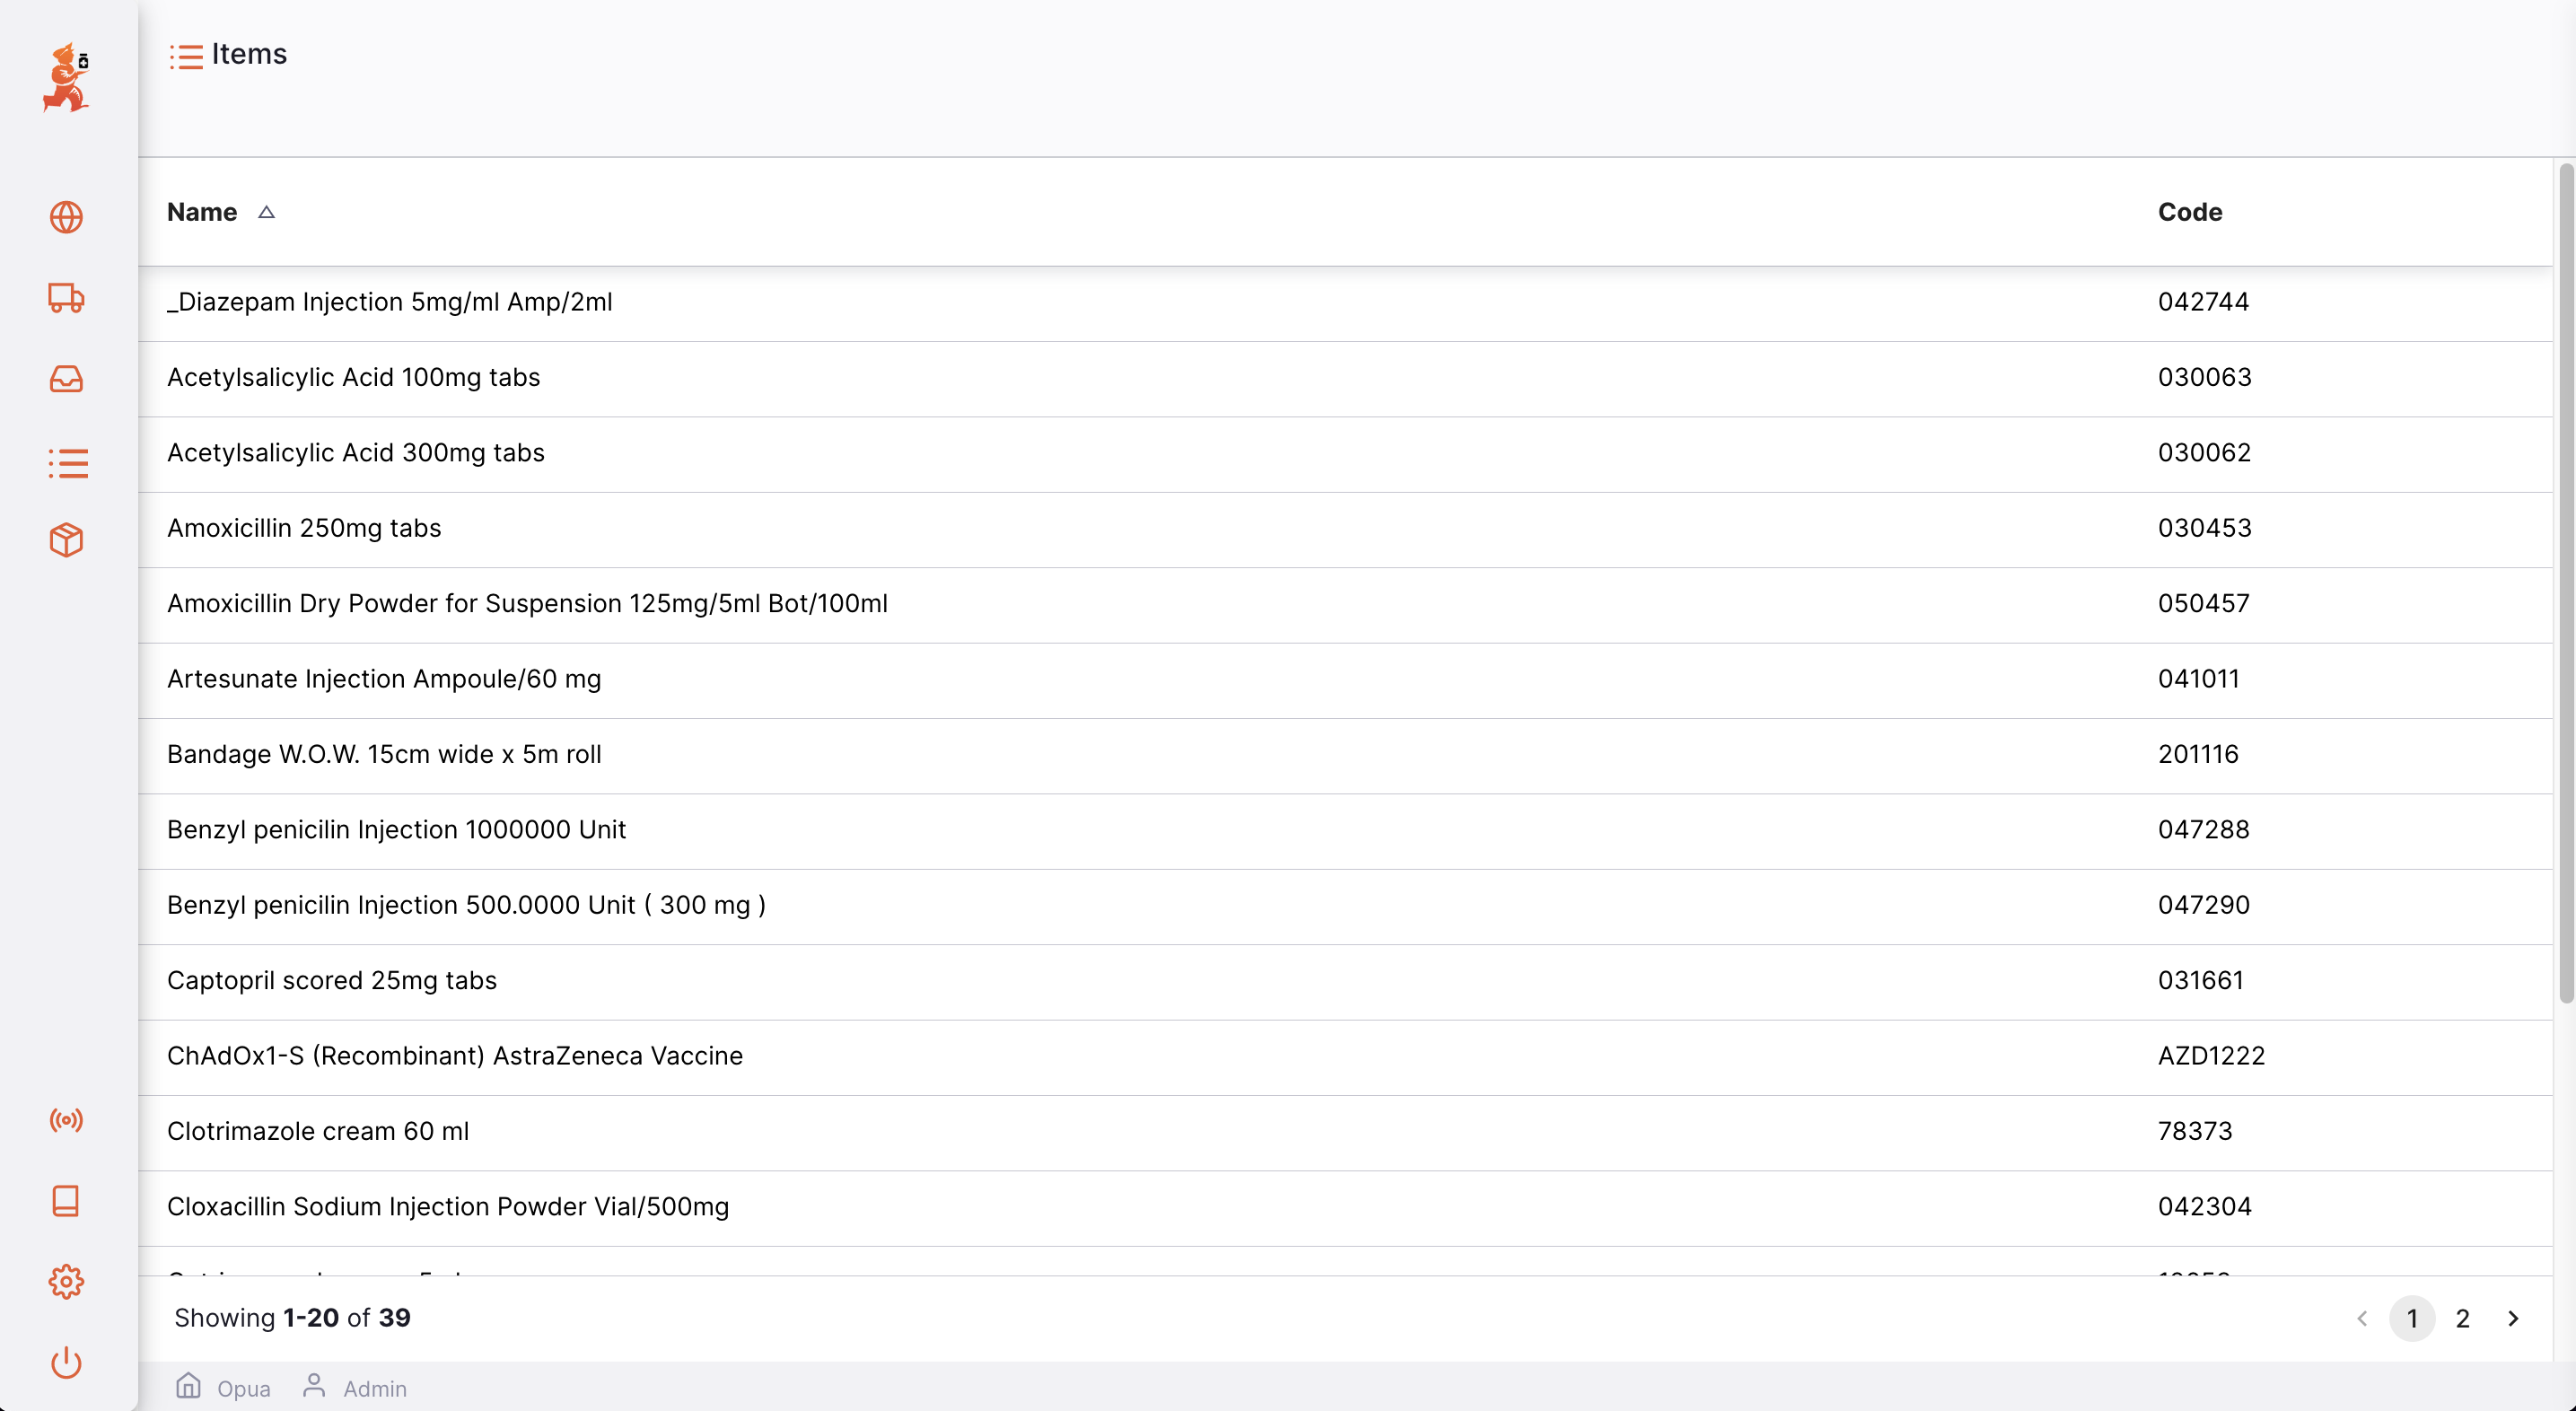 Items
Name Code
_Diazepam Injection 5mg/ml Amp/2ml 042744
Acetylsalicylic Acid 100mg tabs 030063
Acetylsalicylic Acid 300mg tabs 030062
Amoxicillin 250mg tabs 030453
Amoxicillin Dry Powder for Suspension 125mg/5ml Bot/100ml 050457
Artesunate Injection Ampoule/60 mg 041011
Bandage W.O.W. 15cm wide x 5m roll 201116
Benzyl penicilin Injection 1000000 Unit 047288
Benzyl penicilin Injection 500.0000 Unit ( 300 mg ) 047290
Captopril scored 25mg tabs 031661
ChAdOx1-S (Recombinant) AstraZeneca Vaccine AZD1222
Clotrimazole cream 60 ml 78373
Cloxacillin Sodium Injection Powder Vial/500mg 042304
Showing 1-20 of 39 1 2
Opua Admin